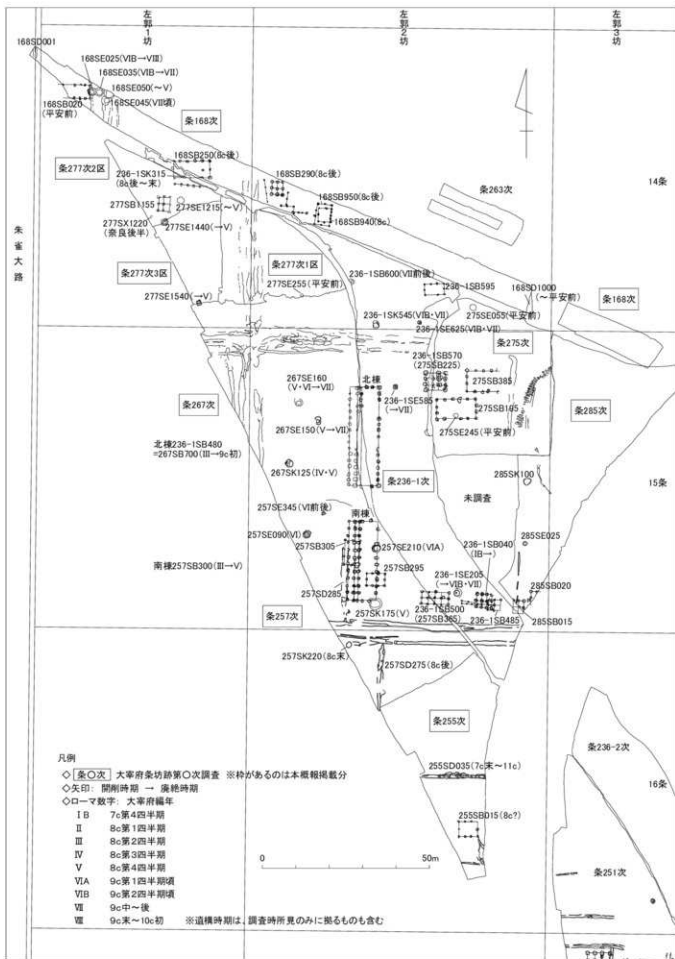 左郭1坊
左郭2坊
左郭3坊
168SD001
168SE025(ⅥB→Ⅷ)
168SE035(ⅥB→Ⅶ)
168SE050(~Ⅴ)
168SE045(Ⅶ頃)
168SB020
(平安前)
条168次
168SB250(8c後)
168SB290(8c後)
条277次2区
236-1SK315
(8c後~末)
168SB950(8c後)
条263次
14条
277SB1155
277SE1215(~Ⅴ)
168SB940(8c)
277SX1220
(奈良後半)
277SE1440(→Ⅴ)
朱雀大路
条277次3区
条277次1区
236-1SB600(Ⅶ前後)
277SE255(平安前)
236-1SB595
168SD1000
(~平安前)
条168次
277SE1540(→Ⅴ)
236-1SK545(ⅥB・Ⅶ)
275SE055(平安前)
236-1SE625(ⅥB・Ⅶ)
条275次
236-1SB570
(275SB225)
北棟
275SB385
267SE160
(Ⅴ・Ⅵ→Ⅶ)
条267次
236-1SE585
(→Ⅶ)
275SB165
条285次
267SE150(Ⅴ→Ⅶ)
275SE245(平安前)
北棟236-1SB480
=267SB700(Ⅲ→9c初)
267SK125(Ⅳ・Ⅴ)
条236-1次
285SK100
未調査
15条
257SE345(Ⅵ前後)
南棟
257SE090(Ⅵ)
257SB305
257SE210(ⅥA)
236-1SB040
(ⅠB→)
285SE025
南棟257SB300(Ⅲ→Ⅴ)
257SB295
236-1SE205
(→ⅥB・Ⅶ)
285SB020
257SD285
条257次
257SK175(Ⅴ)
236-1SB500
(257SB365)
236-1SB485
285SB015
257SK220(8c末)
257SD275(8c後)
条255次
条236-2次
255SD035(7c末~11c)
16条
255SB015(8c?)
条251次
凡例
◇ 条○次 大宰府条坊跡第○次調査 ※枠があるのは本概報掲載分
◇矢印: 開削時期 → 廃絶時期
◇ローマ数字: 大宰府編年
ⅠB 7c第4四半期
Ⅱ 8c第1四半期
Ⅲ 8c第2四半期
Ⅳ 8c第3四半期
Ⅴ 8c第4四半期
ⅥA 9c第1四半期頃
ⅥB 9c第2四半期頃
Ⅶ 9c中~後
Ⅷ 9c末~10c初 ※遺構時期は、調査時所見のみに拠るものも含む
0 50m